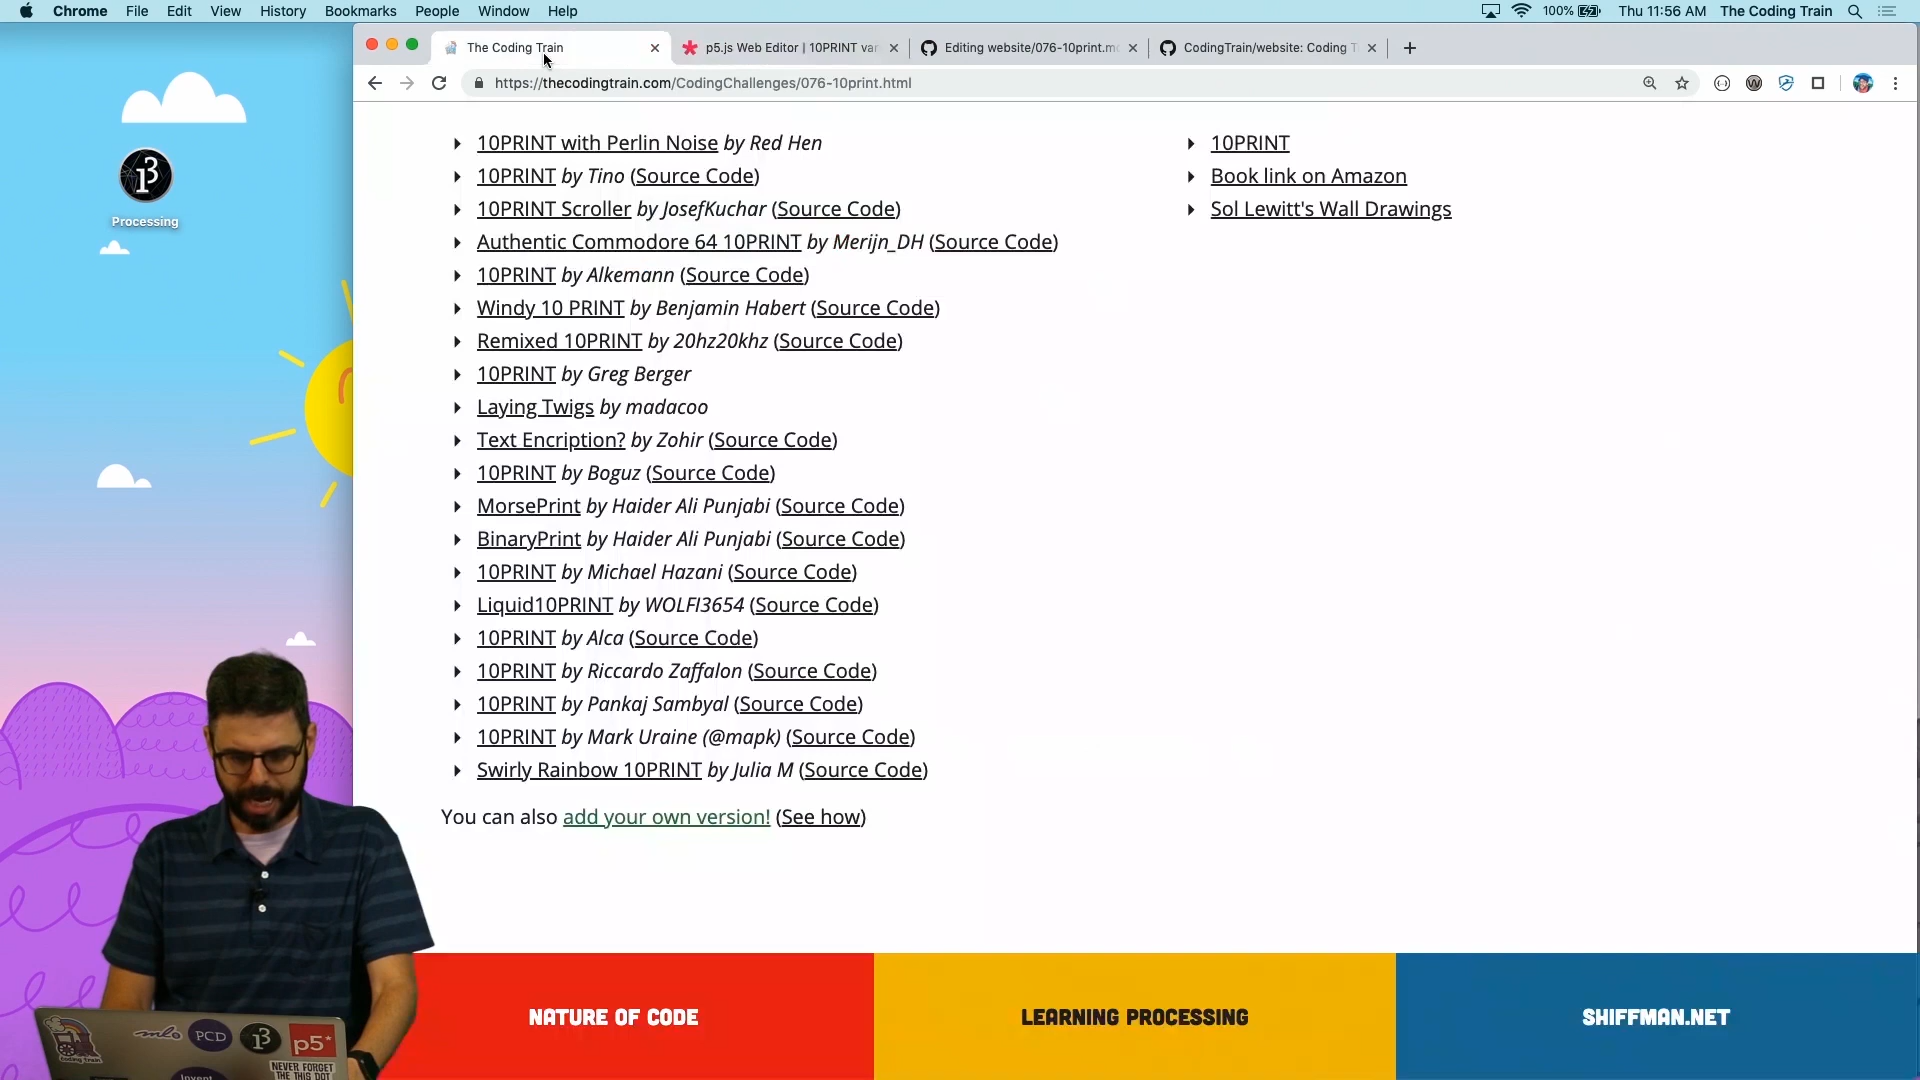 Chrome File Edit View History Bookmarks People Window Help 100% Thu 11:56 AM The Coding Train
The Coding Train p5.js Web Editor | 10PRINT var Editing website/076-10print.m CodingTrain/website: Coding T
https://thecodingtrain.com/CodingChallenges/076-10print.html
Processing
10PRINT with Perlin Noise by Red Hen
10PRINT by Tino (Source Code)
10PRINT Scroller by JosefKuchar (Source Code)
Authentic Commodore 64 10PRINT by Merijn_DH (Source Code)
10PRINT by Alkemann (Source Code)
Windy 10 PRINT by Benjamin Habert (Source Code)
Remixed 10PRINT by 20hz20khz (Source Code)
10PRINT by Greg Berger
Laying Twigs by madacoo
Text Encription? by Zohir (Source Code)
10PRINT by Boguz (Source Code)
MorsePrint by Haider Ali Punjabi (Source Code)
BinaryPrint by Haider Ali Punjabi (Source Code)
10PRINT by Michael Hazani (Source Code)
Liquid10PRINT by WOLFI3654 (Source Code)
10PRINT by Alca (Source Code)
10PRINT by Riccardo Zaffalon (Source Code)
10PRINT by Pankaj Sambyal (Source Code)
10PRINT by Mark Uraine (@mapk) (Source Code)
Swirly Rainbow 10PRINT by Julia M (Source Code)
You can also add your own version! (See how)
10PRINT
Book link on Amazon
Sol Lewitt's Wall Drawings
NATURE OF CODE
LEARNING PROCESSING
SHIFFMAN.NET
Coding Train
mlo
PCD
p5*
NEVER FORGET
THE THIS DOT
Invent